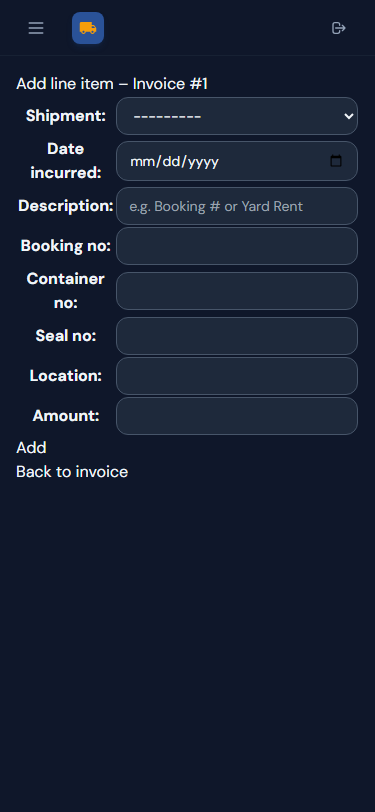 Add line item – Invoice #1
Shipment: ---------
Date
incurred: mm/dd/yyyy
Description: e.g. Booking # or Yard Rent
Booking no:
Container
no:
Seal no:
Location:
Amount:
Add
Back to invoice